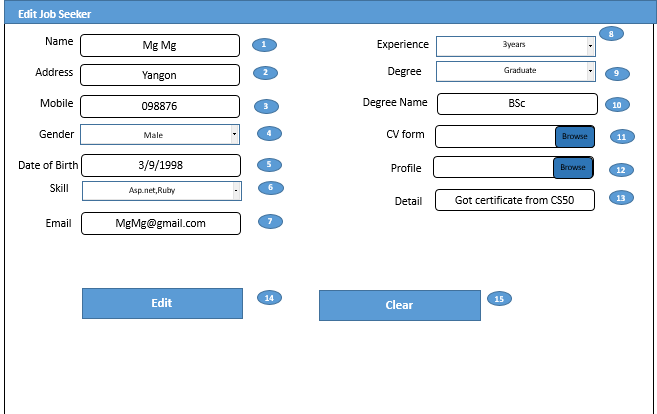 Edit Job Seeker
Name Mg Mg 1
Address Yangon 2
Mobile 098876 3
Gender Male 4
Date of Birth 3/9/1998 5
Skill Asp.net,Ruby 6
Email MgMg@gmail.com 7
Experience 3years 8
Degree Graduate 9
Degree Name BSc 10
CV form Browse 11
Profile Browse 12
Detail Got certificate from CS50 13
Edit 14
Clear 15